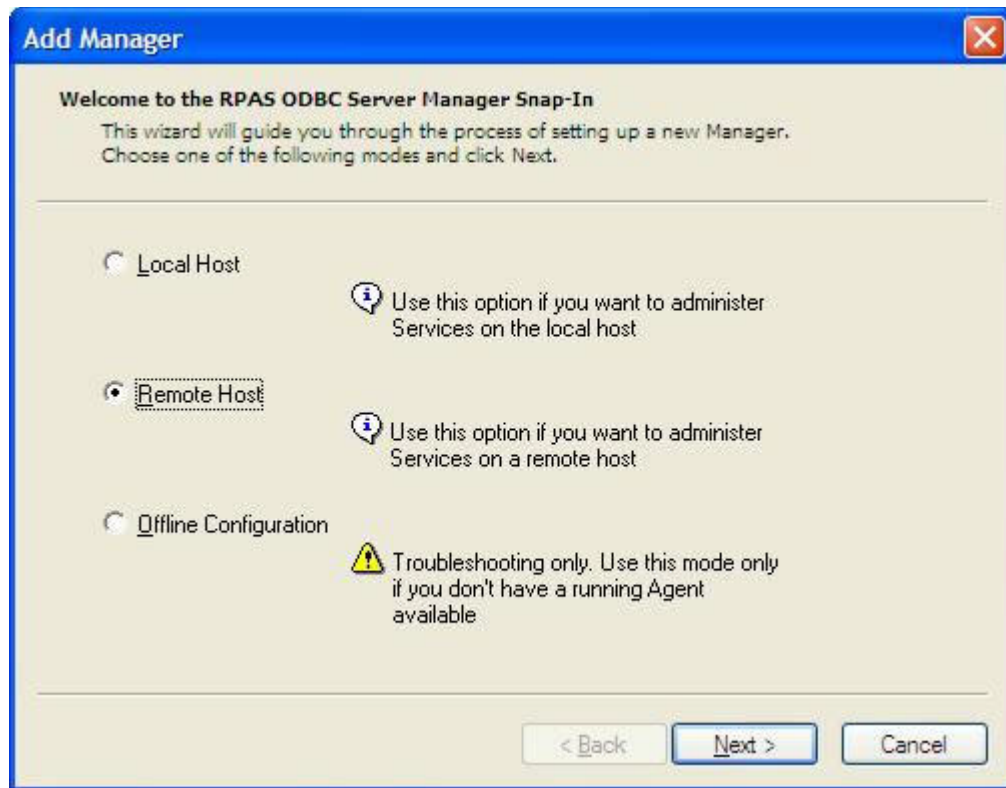 Add Manager
Welcome to the RPAS ODBC Server Manager Snap-In
This wizard will guide you through the process of setting up a new Manager.
Choose one of the following modes and click Next.
Local Host
Use this option if you want to administer
Services on the local host
Remote Host
Use this option if you want to administer
Services on a remote host
Offline Configuration
Troubleshooting only. Use this mode only
if you don't have a running Agent
available
< Back
Next >
Cancel